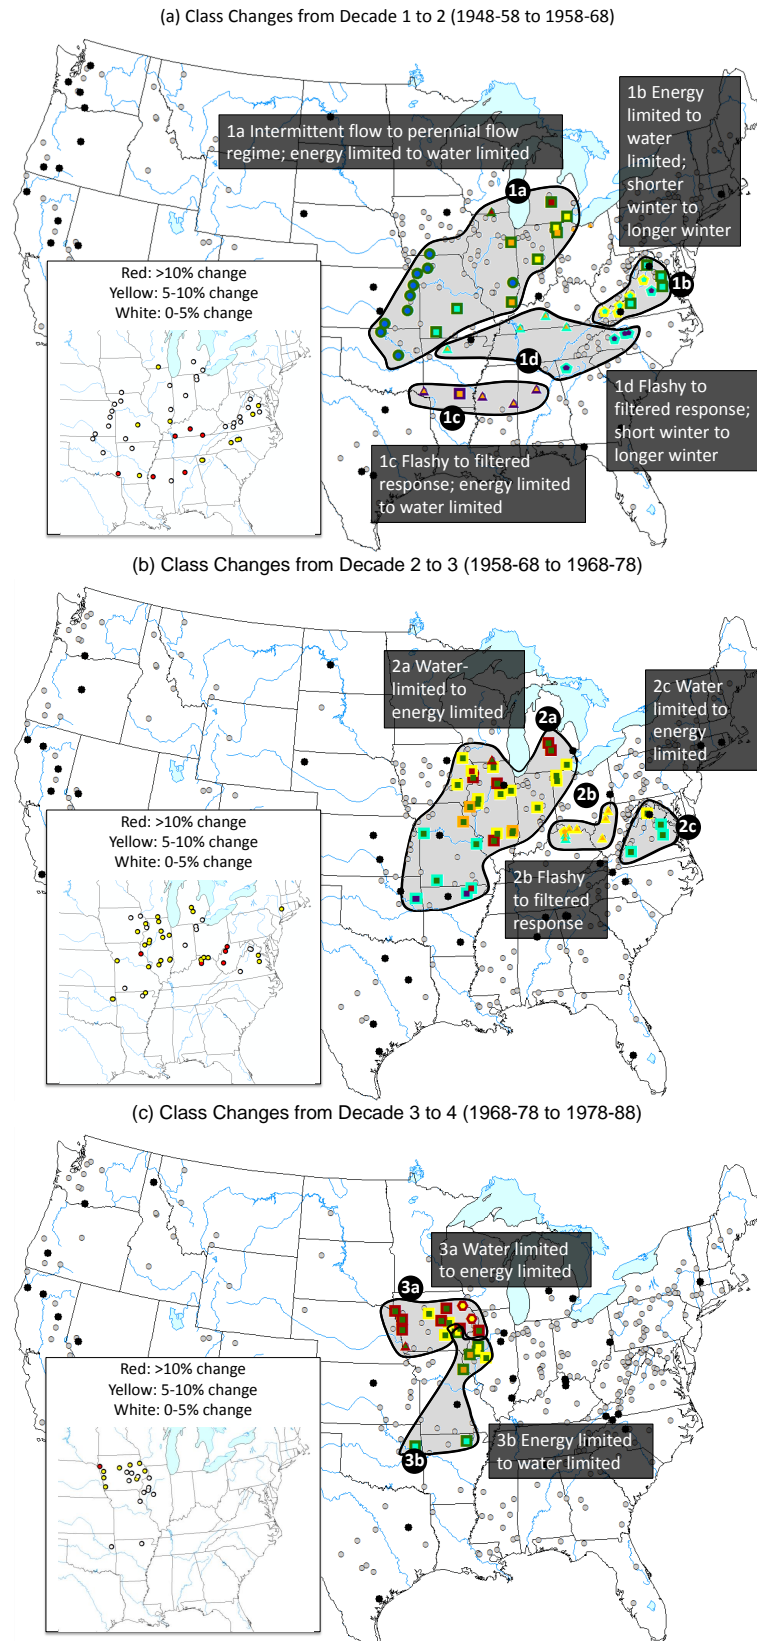 (a) Class Changes from Decade 1 to 2 (1948-58 to 1958-68)
1a Intermittent flow to perennial flow
regime; energy limited to water limited
1b Energy
limited to
water
limited;
shorter
winter to
longer winter
1a
1b
1d
1c
Red: >10% change
Yellow: 5-10% change
White: 0-5% change
1c Flashy to filtered
response; energy limited
to water limited
1d Flashy to
filtered response;
short winter to
longer winter
(b) Class Changes from Decade 2 to 3 (1958-68 to 1968-78)
2a Water-
limited to
energy limited
2c Water
limited to
energy
limited
2a
2b
2c
Red: >10% change
Yellow: 5-10% change
White: 0-5% change
2b Flashy
to filtered
response
(c) Class Changes from Decade 3 to 4 (1968-78 to 1978-88)
3a Water limited
to energy limited
3a
Red: >10% change
Yellow: 5-10% change
White: 0-5% change
3b Energy limited
to water limited
3b